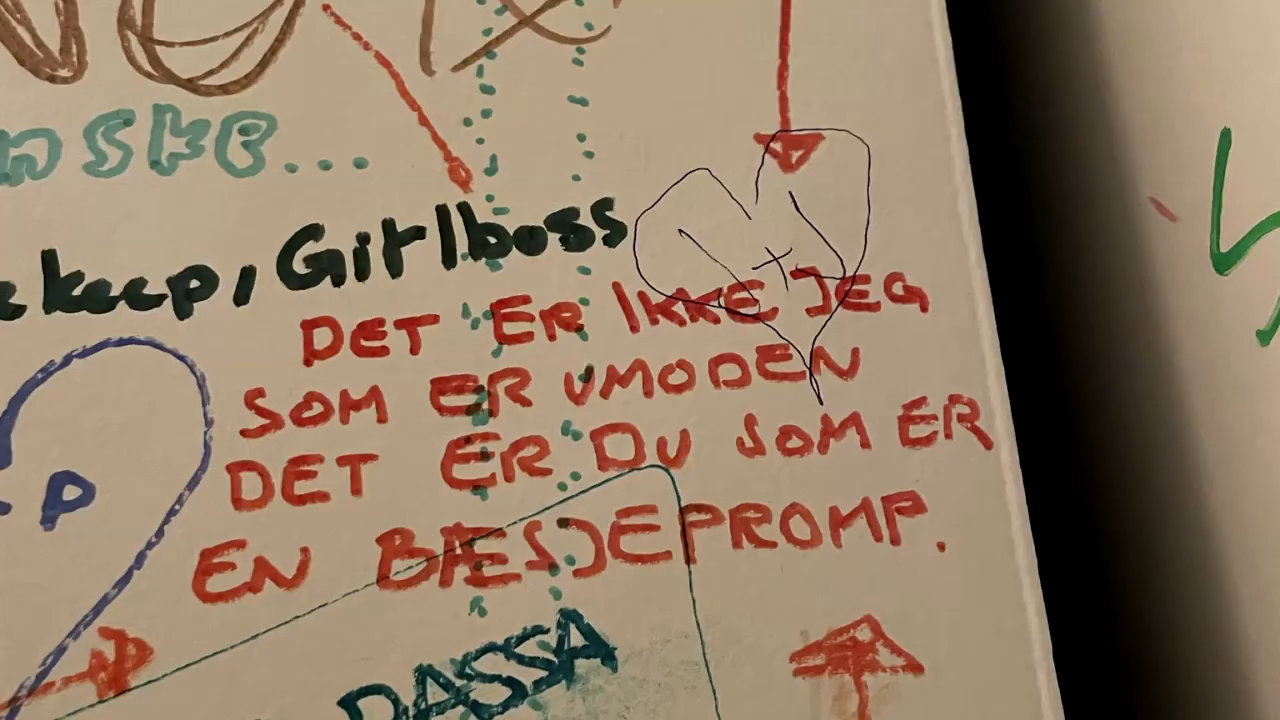 NSKE...
keep, Girlboss
DET ER IKKE JEG
SOM ER UMODEN
DET ER DU SOM ER
EN BÆSJEPROMP.
DASSA